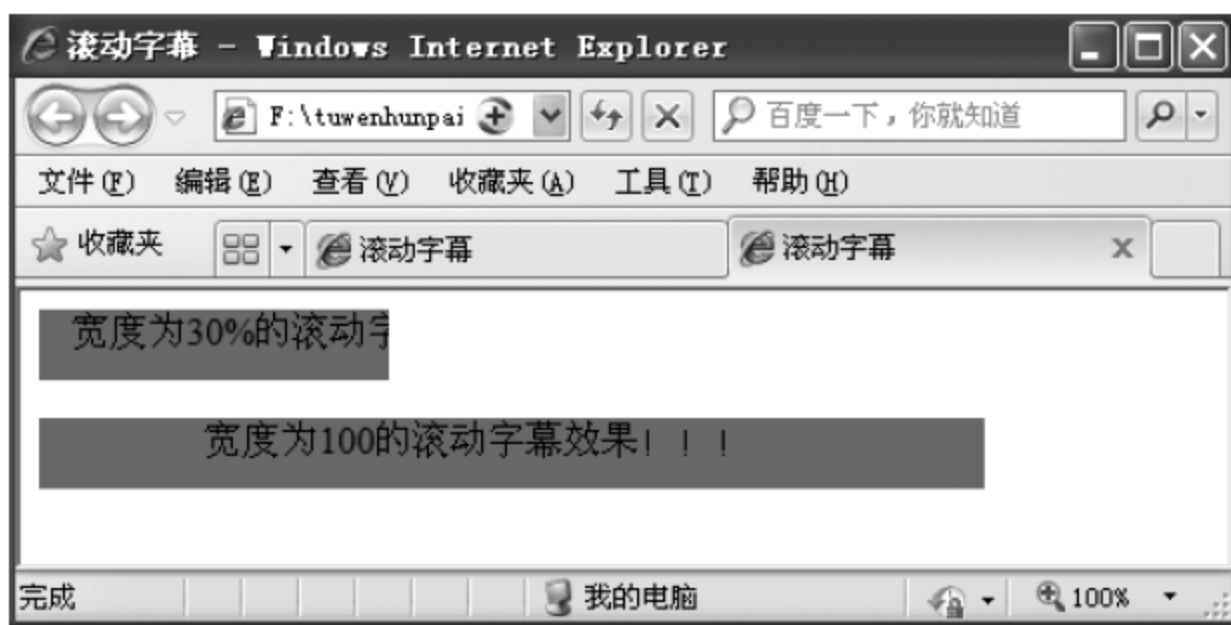 滚动字幕 - Windows Internet Explorer
F:\tuwenhunpai 百度一下，你就知道
文件(F) 编辑(E) 查看(V) 收藏夹(A) 工具(T) 帮助(H)
收藏夹 滚动字幕 滚动字幕
宽度为30%的滚动字
宽度为100的滚动字幕效果！！！
完成 我的电脑 100%